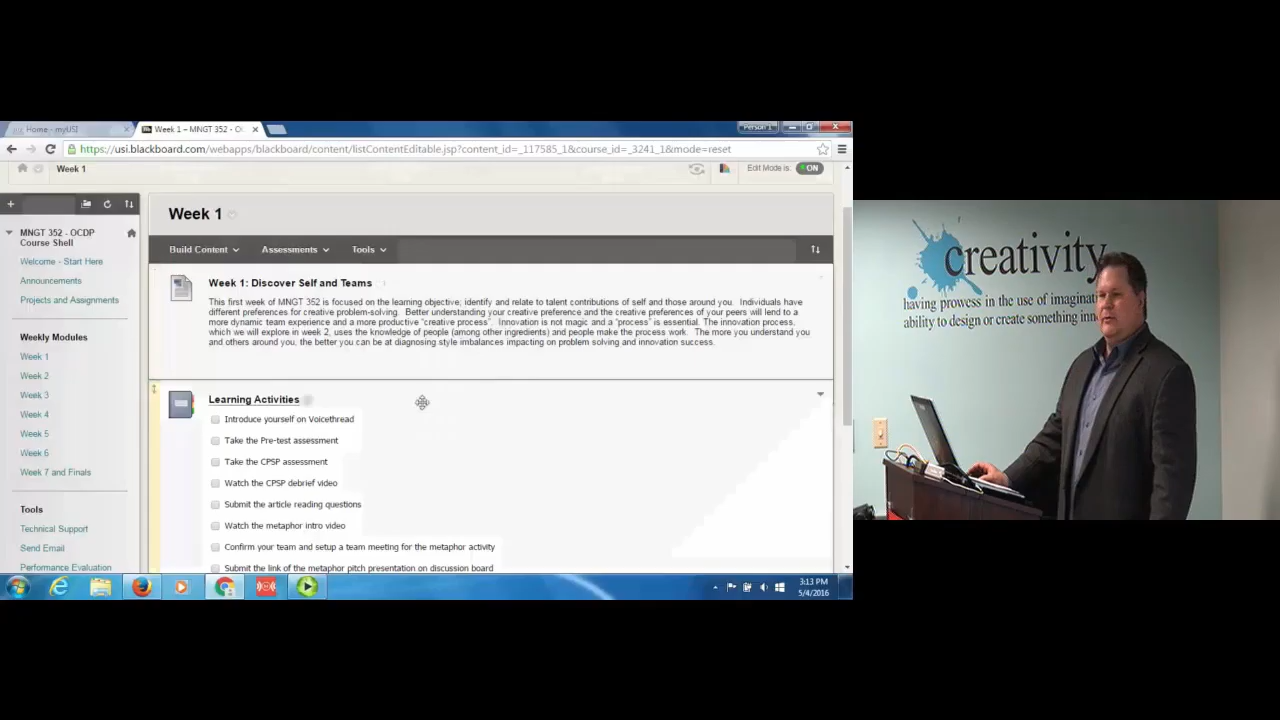 Home - myUSI
Week 1 – MNGT 352 - OC
Person 1
https://usi.blackboard.com/webapps/blackboard/content/listContentEditable.jsp?content_id=_117585_1&course_id=_3241_1&mode=reset
Week 1
Edit Mode is:
ON
MNGT 352 - OCDP
Course Shell
Welcome - Start Here
Announcements
Projects and Assignments
Weekly Modules
Week 1
Week 2
Week 3
Week 4
Week 5
Week 6
Week 7 and Finals
Tools
Technical Support
Send Email
Performance Evaluation
Week 1
Build Content
Assessments
Tools
Week 1: Discover Self and Teams
This first week of MNGT 352 is focused on the learning objective; identify and relate to talent contributions of self and those around you. Individuals have
different preferences for creative problem-solving. Better understanding your creative preference and the creative preferences of your peers will lend to
a more dynamic team experience and a more productive "creative process". Innovation is not magic and a "process" is essential. The innovation process,
which we will explore in week 2, uses the knowledge of people (among other ingredients) and people make the process work. The more you understand you
and others around you, the better you can be at diagnosing style imbalances impacting on problem solving and innovation success.
Learning Activities
Introduce yourself on Voicethread
Take the Pre-test assessment
Take the CPSP assessment
Watch the CPSP debrief video
Submit the article reading questions
Watch the metaphor intro video
Confirm your team and setup a team meeting for the metaphor activity
Submit the link of the metaphor pitch presentation on discussion board
3:13 PM
5/4/2016
creativity
having prowess in the use of
ability to design or create something